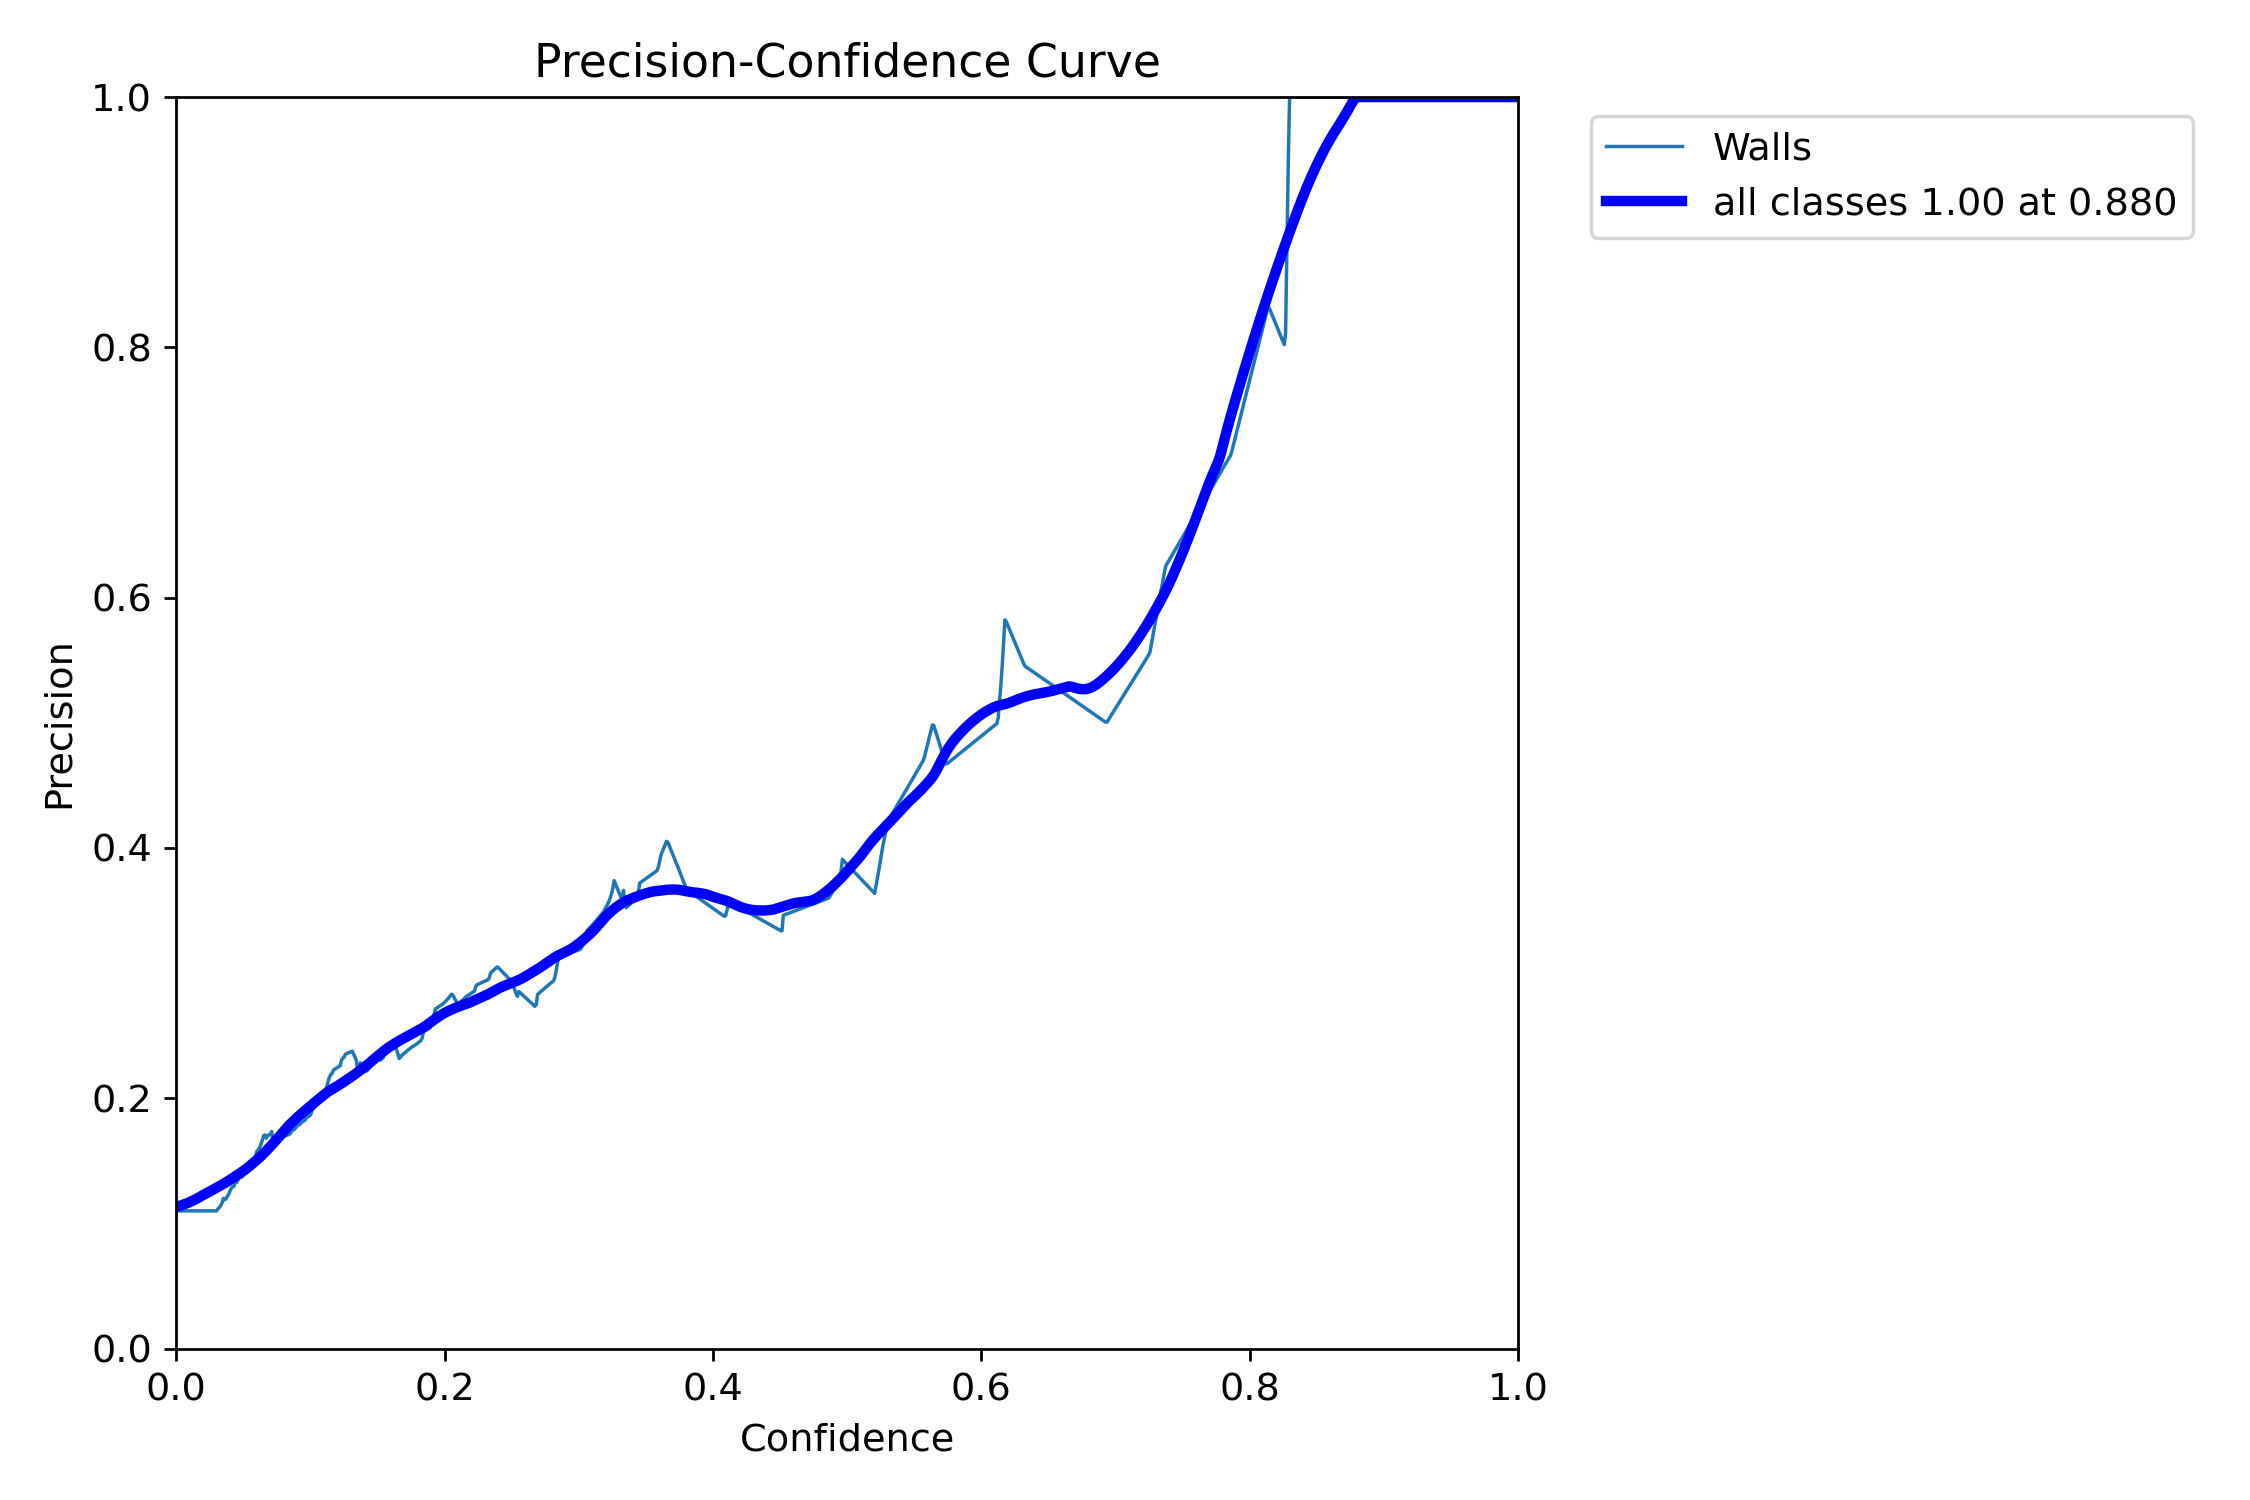 Precision-Confidence Curve
Walls
all classes 1.00 at 0.880
Precision
1.0
0.8
0.6
0.4
0.2
0.0
0.0 0.2 0.4 0.6 0.8 1.0
Confidence